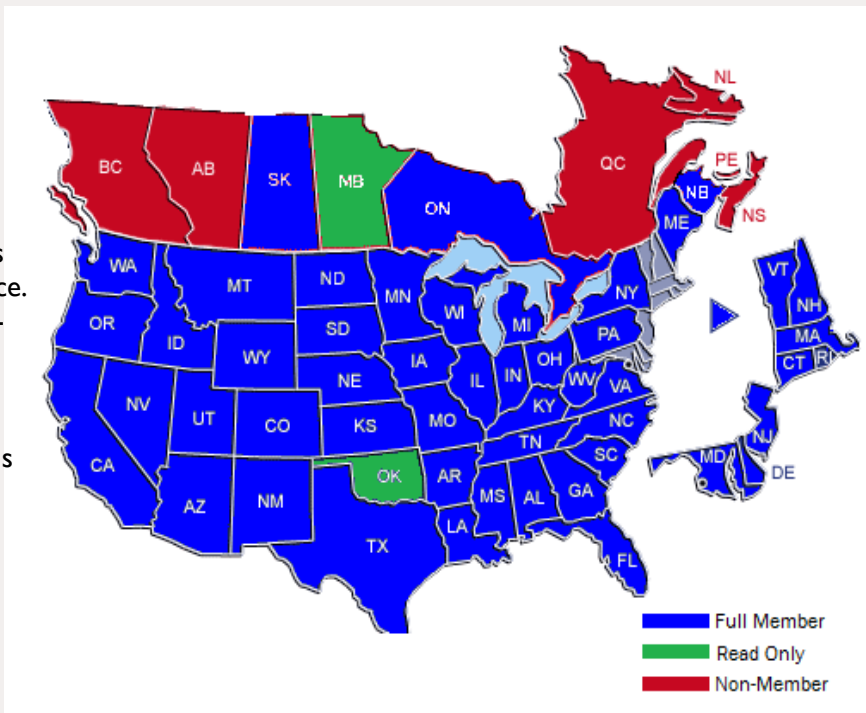 NL
BC
AB
SK
MB
ON
QC
PE
NB
NS
ME
s
ce.
WA
MT
ND
MN
VT
NH
OR
ID
SD
WI
MI
NY
MA
WY
IA
PA
CT
RI
NV
UT
CO
NE
IL
IN
OH
WV
VA
KS
MO
KY
NC
NJ
CA
TN
SC
MD
s
AZ
NM
OK
AR
MS
AL
GA
DE
TX
LA
FL
Full Member
Read Only
Non-Member